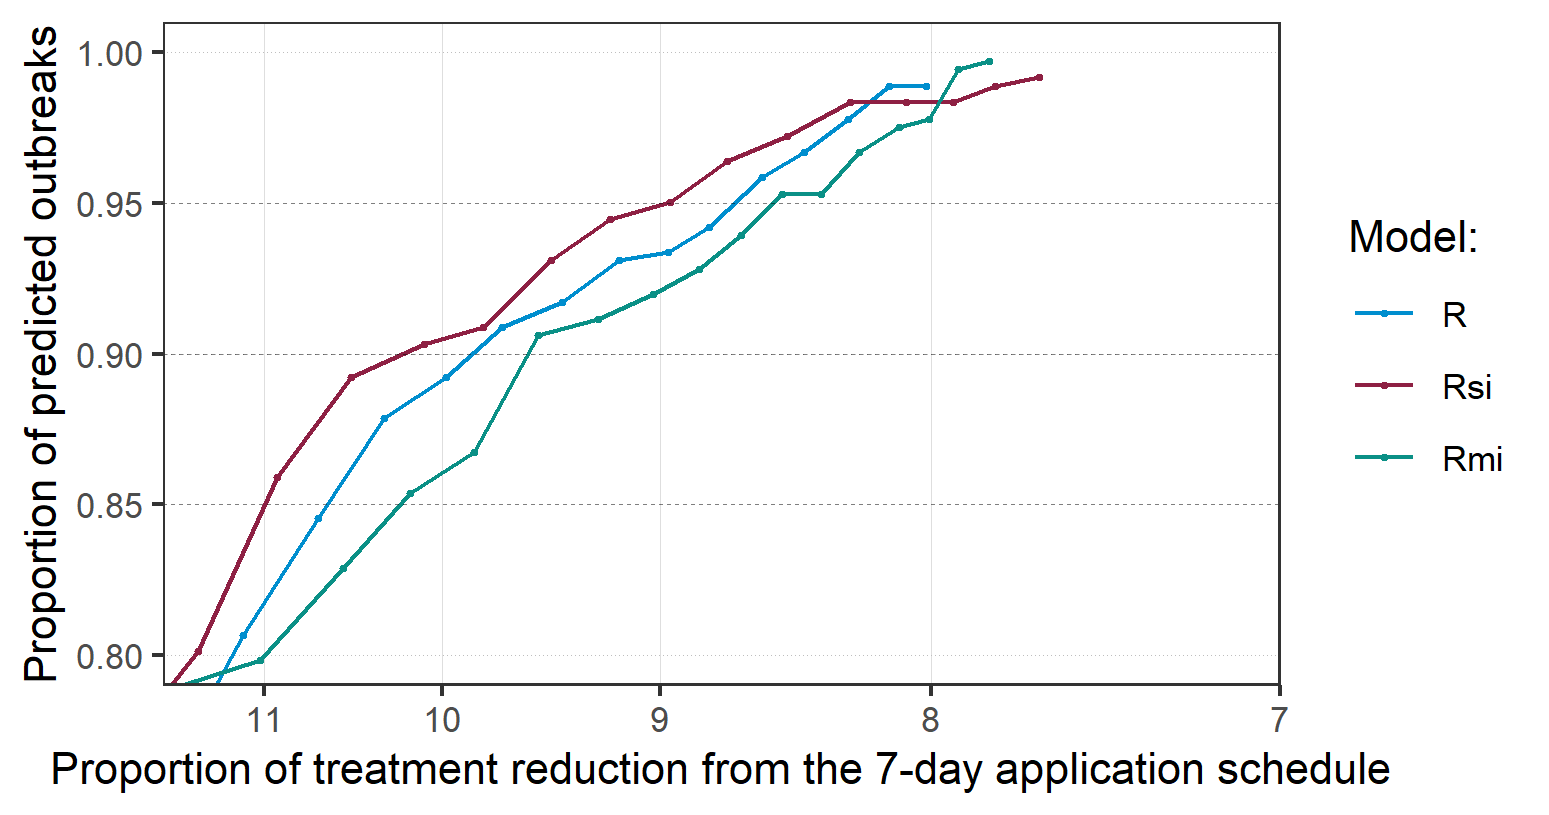 Proportion of predicted outbreaks
1.00
0.95
0.90
0.85
0.80
11 10 9 8 7
Proportion of treatment reduction from the 7-day application schedule
Model:
R
Rsi
Rmi